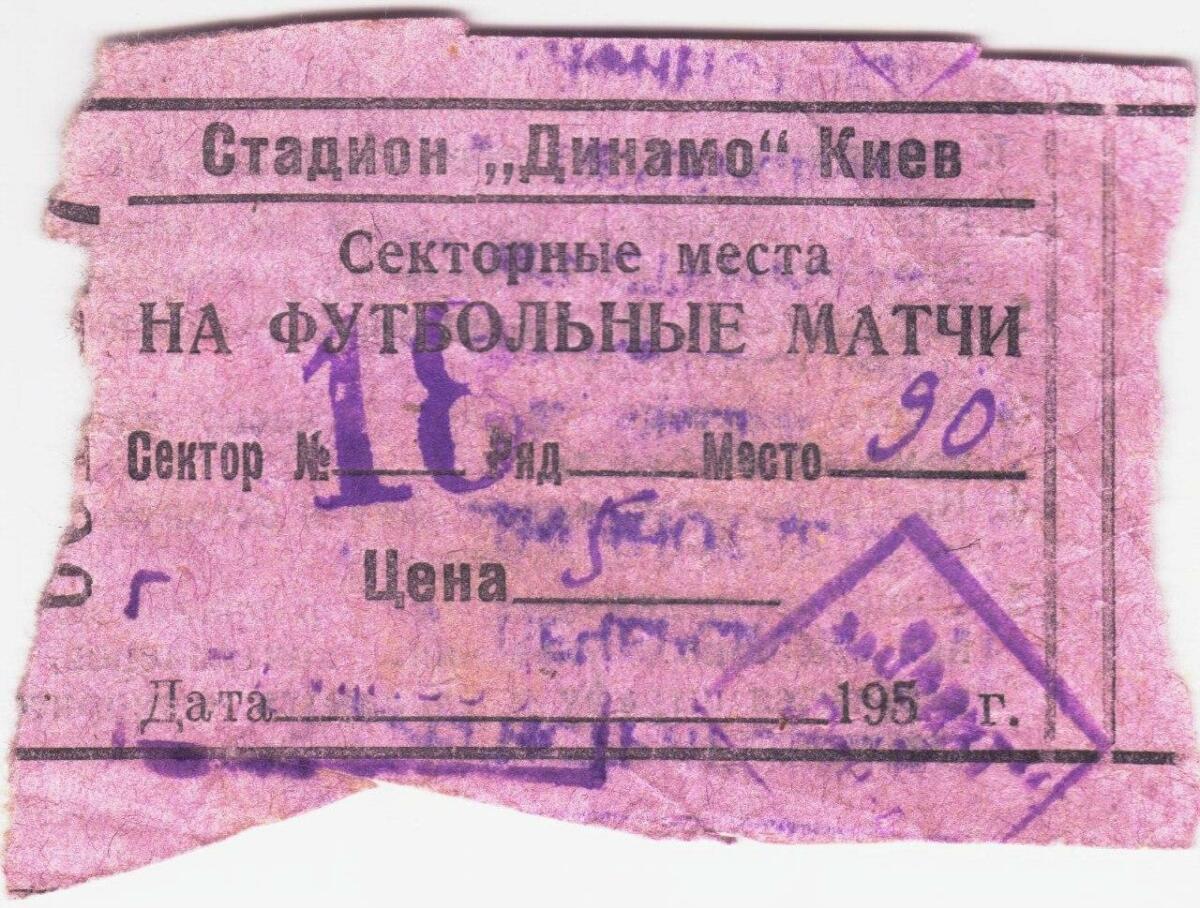 Стадион „Динамо“ Киев
Секторные места
НА ФУТБОЛЬНЫЕ МАТЧИ
18
Сектор № Ряд Место 90
Цена 5
Дата 195 г.